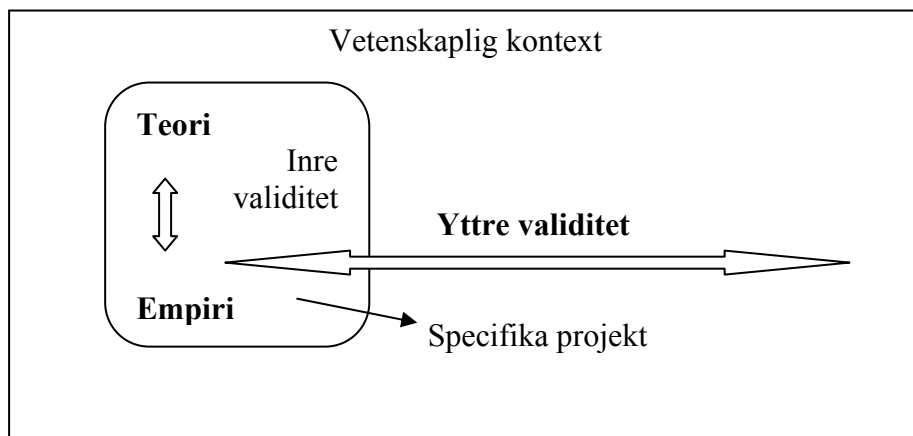 Vetenskaplig kontext
Teori
Inre
validitet
Yttre validitet
Empiri
Specifika projekt